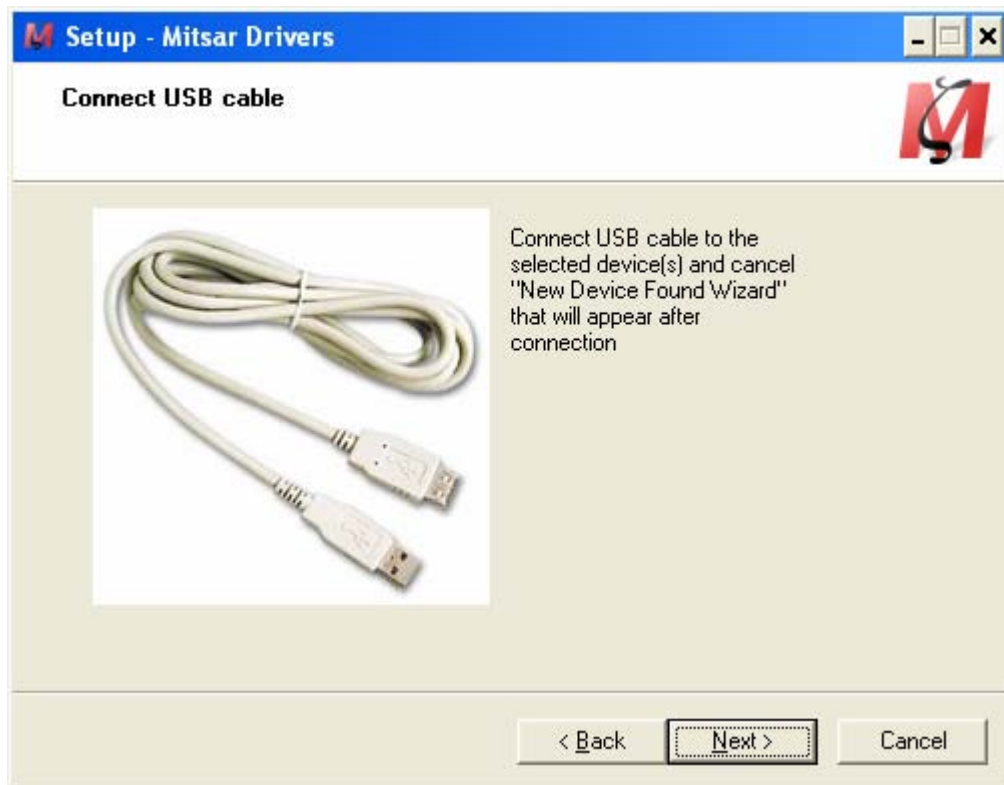 Setup - Mitsar Drivers
Connect USB cable
Connect USB cable to the
selected device(s) and cancel
"New Device Found Wizard"
that will appear after
connection
< Back
Next >
Cancel